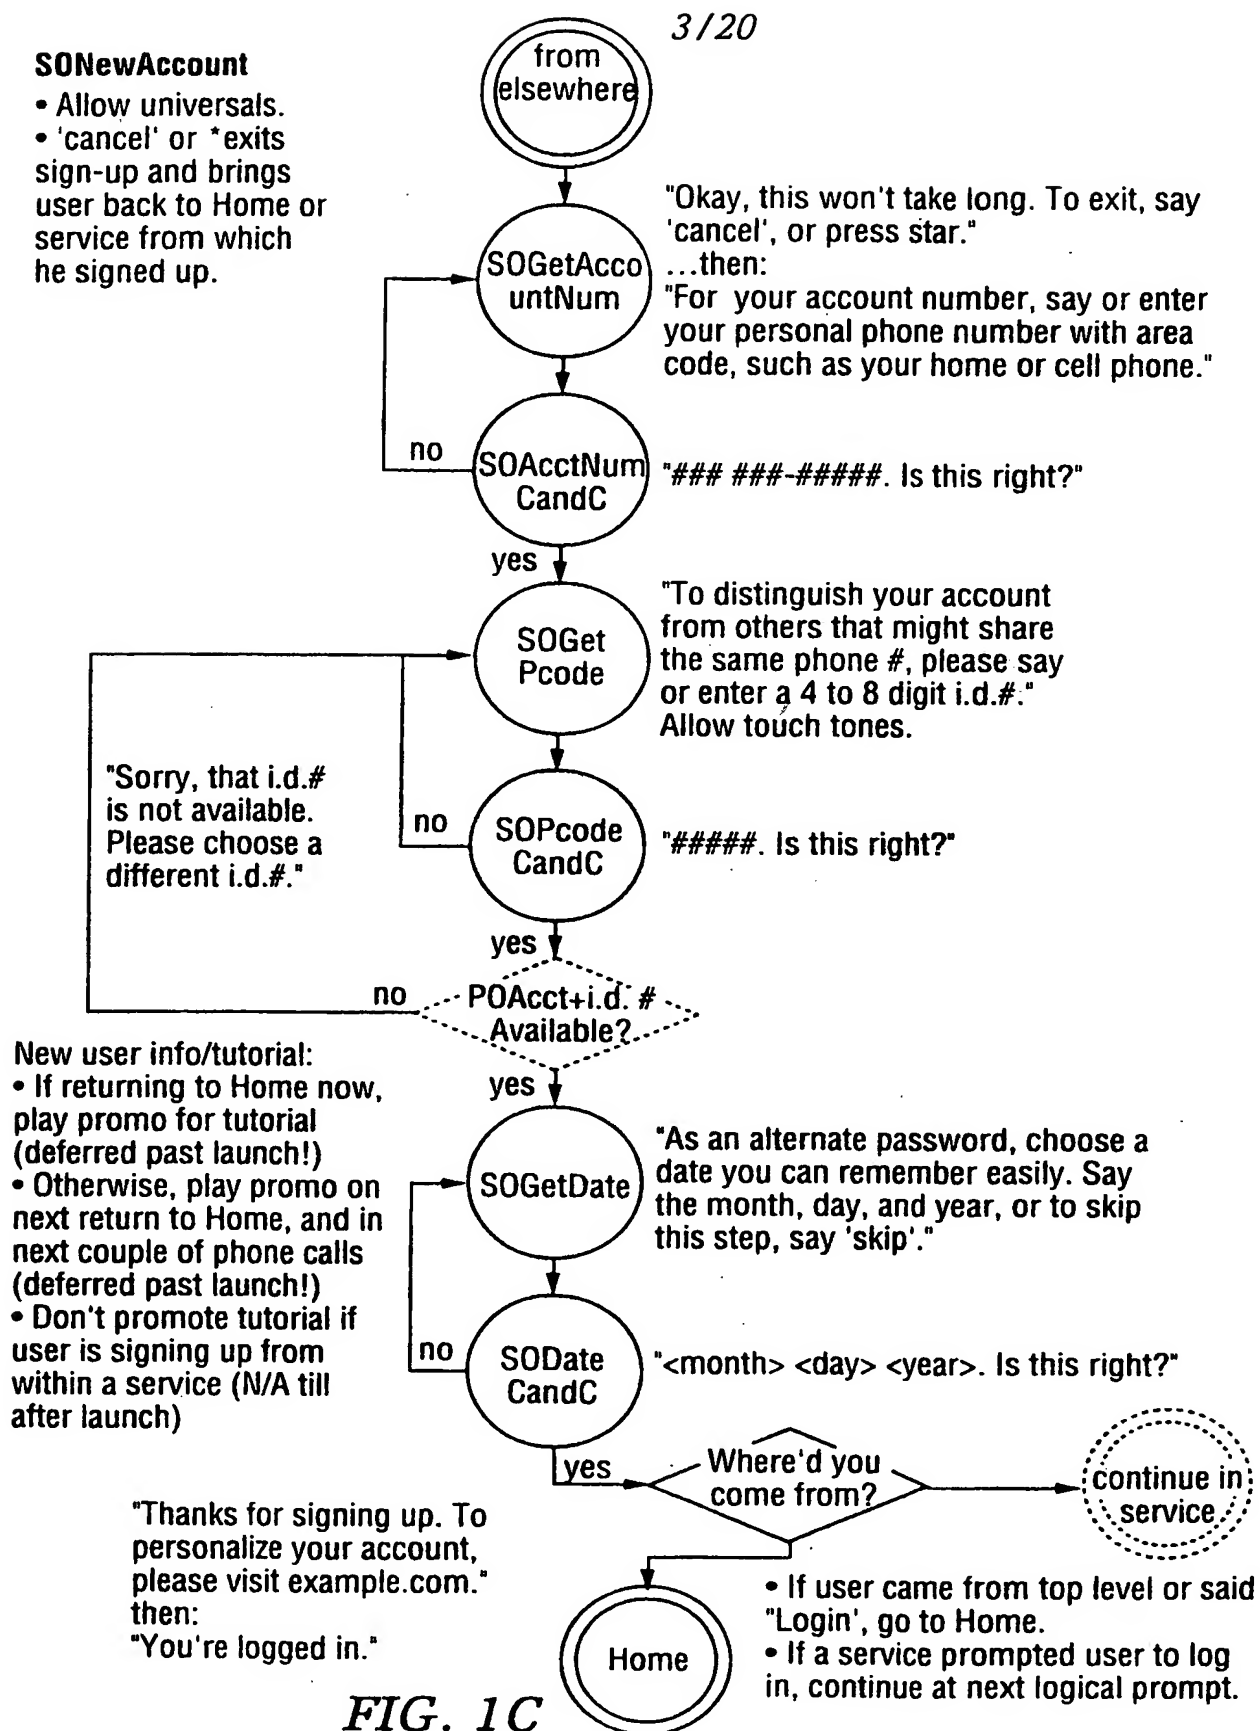 3/20
SONewAccount
• Allow universals.
• 'cancel' or *exits
sign-up and brings
user back to Home or
service from which
he signed up.
from
elsewhere
"Okay, this won't take long. To exit, say
'cancel', or press star."
...then:
"For your account number, say or enter
your personal phone number with area
code, such as your home or cell phone."
SOGetAcco
untNum
no
SOAcctNum
CandC
"### ###-#####. Is this right?"
yes
SOGet
Pcode
"To distinguish your account
from others that might share
the same phone #, please say
or enter a 4 to 8 digit i.d.#."
Allow touch tones.
"Sorry, that i.d.#
is not available.
Please choose a
different i.d.#."
no
SOPcode
CandC
"#####. Is this right?"
yes
no
POAcct+i.d. #
Available?
yes
New user info/tutorial:
• If returning to Home now,
play promo for tutorial
(deferred past launch!)
• Otherwise, play promo on
next return to Home, and in
next couple of phone calls
(deferred past launch!)
• Don't promote tutorial if
user is signing up from
within a service (N/A till
after launch)
SOGetDate
"As an alternate password, choose a
date you can remember easily. Say
the month, day, and year, or to skip
this step, say 'skip'."
no
SODate
CandC
"<month> <day> <year>. Is this right?"
yes
Where'd you
come from?
continue in
service
"Thanks for signing up. To
personalize your account,
please visit example.com."
then:
"You're logged in."
Home
• If user came from top level or said
"Login', go to Home.
• If a service prompted user to log
in, continue at next logical prompt.
FIG. 1C